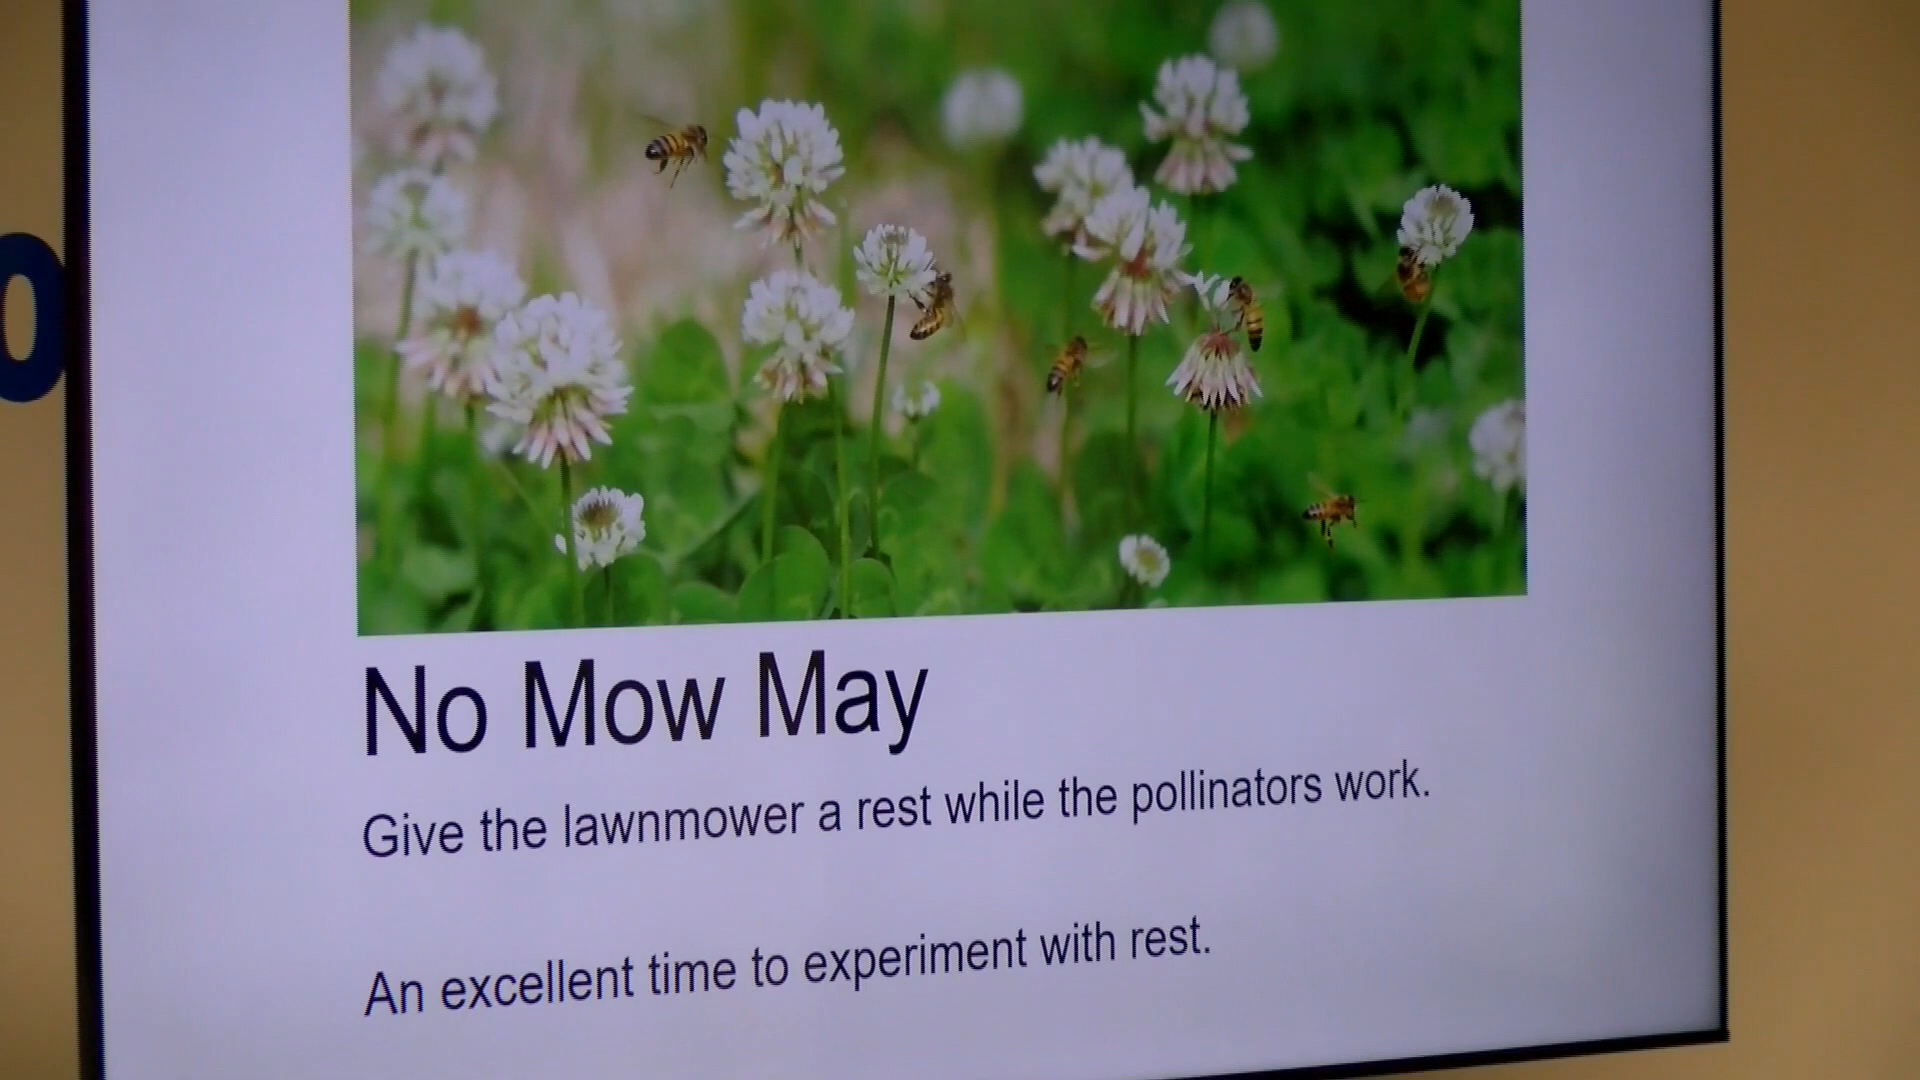 o
No Mow May
Give the lawnmower a rest while the pollinators work.
An excellent time to experiment with rest.